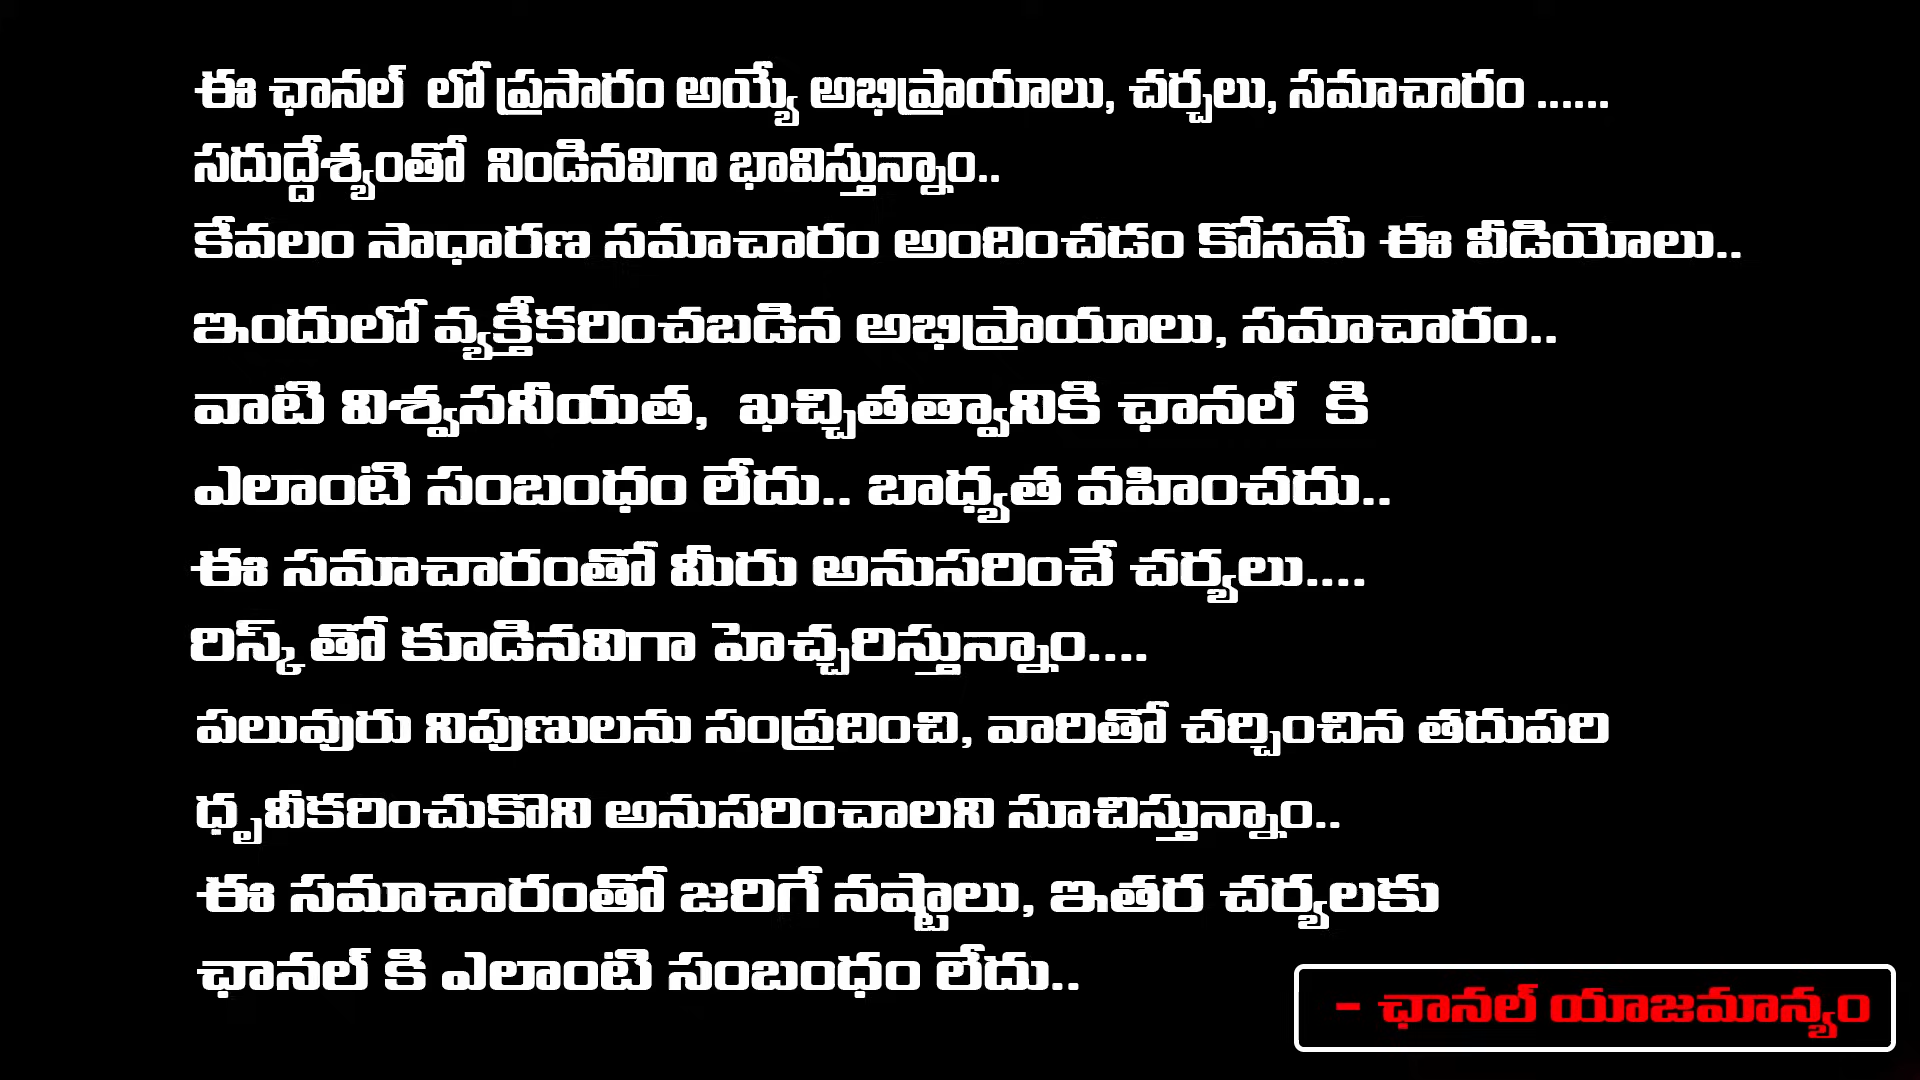 ఈ ఛానల్ లో ప్రసారం అయ్యే అభిప్రాయాలు, చర్చలు, సమాచారం ......
సదుద్దేశ్యంతో నిండినవిగా భావిస్తున్నాం..
కేవలం సాధారణ సమాచారం అందించడం కోసమే ఈ వీడియోలు..
ఇందులో వ్యక్తీకరించబడిన అభిప్రాయాలు, సమాచారం..
వాటి విశ్వసనీయత, ఖచ్చితత్వానికి ఛానల్ కి
ఎలాంటి సంబంధం లేదు.. బాధ్యత వహించదు..
ఈ సమాచారంతో మీరు అనుసరించే చర్యలు....
రిస్క్ తో కూడినవిగా హెచ్చరిస్తున్నాం....
పలువురు నిపుణులను సంప్రదించి, వారితో చర్చించిన తదుపరి
ధృవీకరించుకొని అనుసరించాలని సూచిస్తున్నాం..
ఈ సమాచారంతో జరిగే నష్టాలు, ఇతర చర్యలకు
ఛానల్ కి ఎలాంటి సంబంధం లేదు..
- ఛానల్ యాజమాన్యం